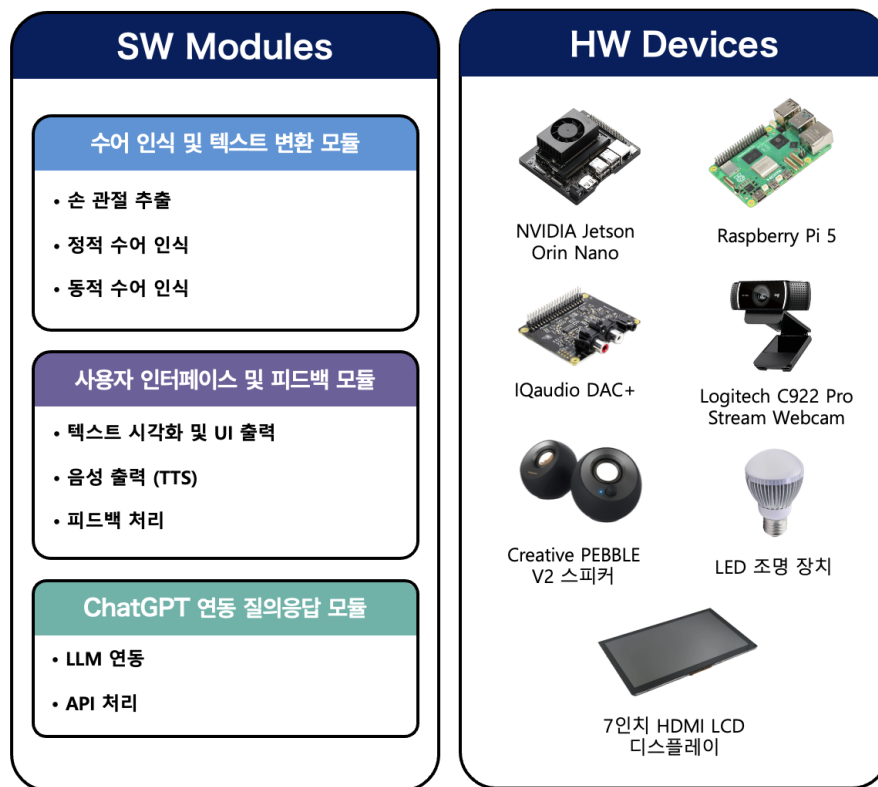 SW Modules
수어 인식 및 텍스트 변환 모듈
• 손 관절 추출
• 정적 수어 인식
• 동적 수어 인식
사용자 인터페이스 및 피드백 모듈
• 텍스트 시각화 및 UI 출력
• 음성 출력 (TTS)
• 피드백 처리
ChatGPT 연동 질의응답 모듈
• LLM 연동
• API 처리
HW Devices
NVIDIA Jetson
Orin Nano
Raspberry Pi 5
IQaudio DAC+
Logitech C922 Pro
Stream Webcam
Creative PEBBLE
V2 스피커
LED 조명 장치
7인치 HDMI LCD
디스플레이